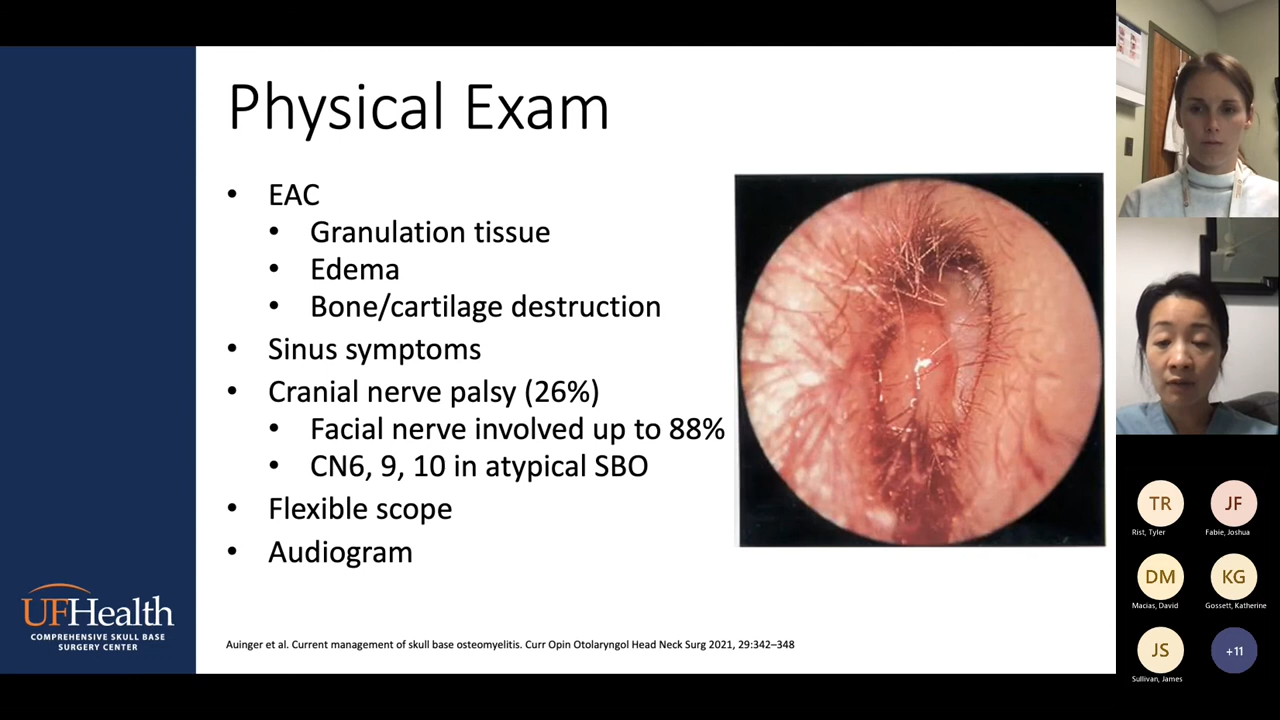 Physical Exam
• EAC
• Granulation tissue
• Edema
• Bone/cartilage destruction
• Sinus symptoms
• Cranial nerve palsy (26%)
• Facial nerve involved up to 88%
• CN6, 9, 10 in atypical SBO
• Flexible scope
• Audiogram
UFHealth
COMPREHENSIVE SKULL BASE
SURGERY CENTER
Auinger et al. Current management of skull base osteomyelitis. Curr Opin Otolaryngol Head Neck Surg 2021, 29:342–348
TR
Rist, Tyler
JF
Fabie, Joshua
DM
Macias, David
KG
Gossett, Katherine
JS
Sullivan, James
+11